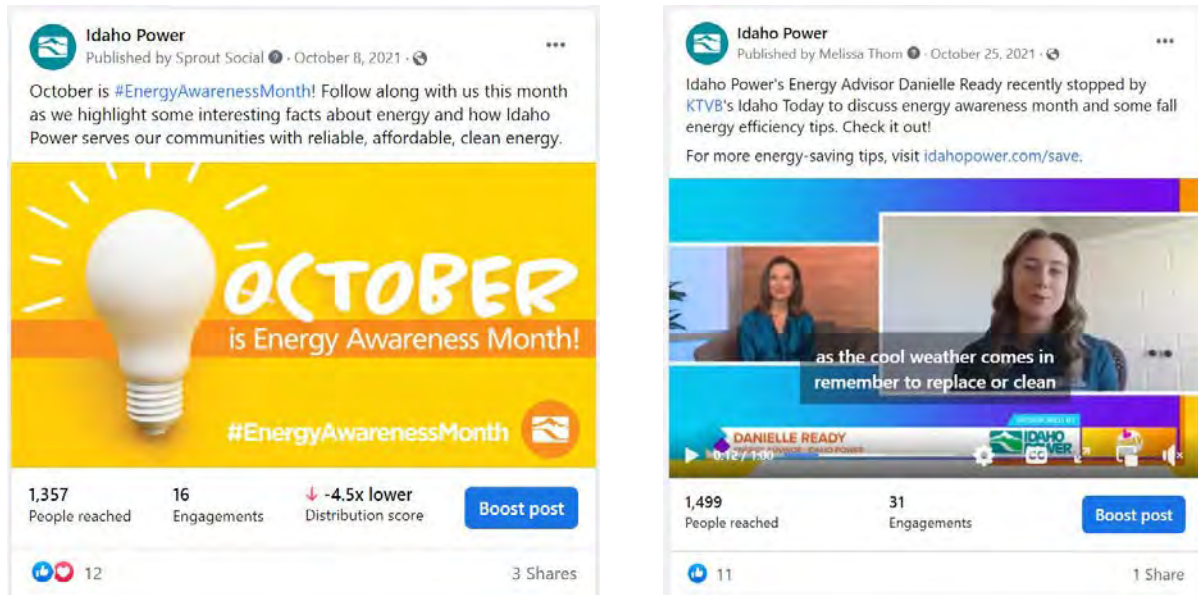 Idaho Power
Published by Sprout Social · October 8, 2021 ·
October is #EnergyAwarenessMonth! Follow along with us this month
as we highlight some interesting facts about energy and how Idaho
Power serves our communities with reliable, affordable, clean energy.
OCTOBER
is Energy Awareness Month!
#EnergyAwarenessMonth
1,357
People reached
16
Engagements
-4.5x lower
Distribution score
Boost post
12
3 Shares
Idaho Power
Published by Melissa Thom · October 25, 2021 ·
Idaho Power's Energy Advisor Danielle Ready recently stopped by
KTVB's Idaho Today to discuss energy awareness month and some fall
energy efficiency tips. Check it out!
For more energy-saving tips, visit idahopower.com/save.
as the cool weather comes in
remember to replace or clean
DANIELLE READY
IDAHO
0:12 / 1:00
CC
1,499
People reached
31
Engagements
Boost post
11
1 Share